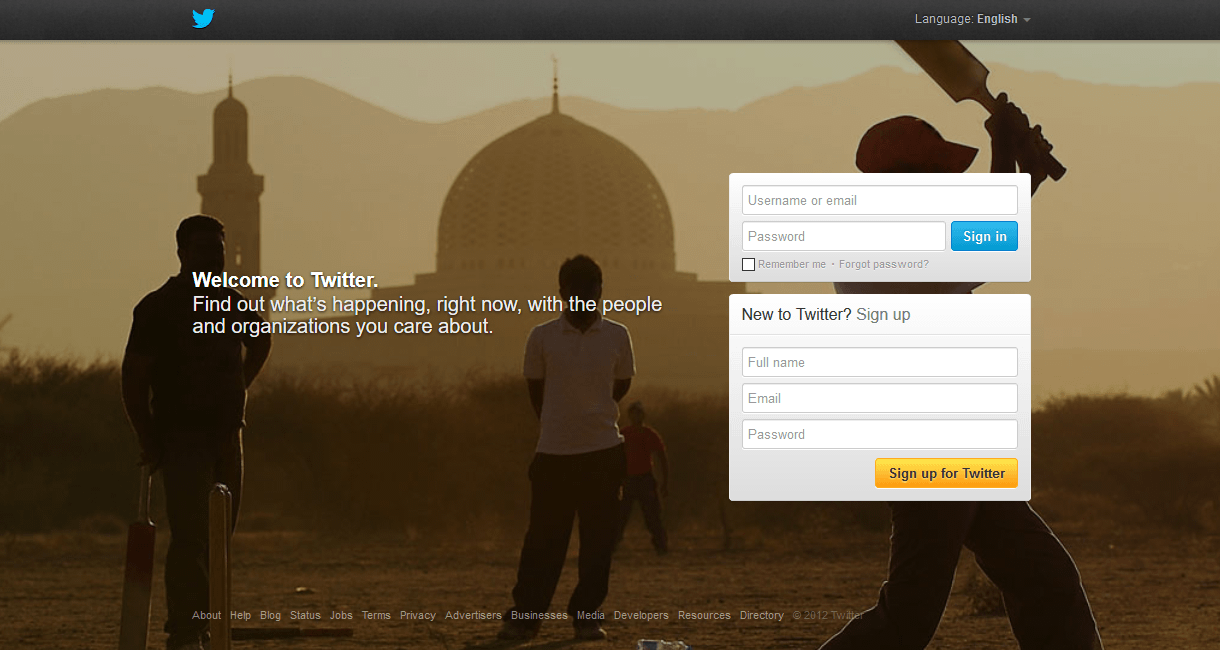 Language: English
Welcome to Twitter.
Find out what's happening, right now, with the people
and organizations you care about.
Username or email
Password
Sign in
Remember me · Forgot password?
New to Twitter? Sign up
Full name
Email
Password
Sign up for Twitter
About Help Blog Status Jobs Terms Privacy Advertisers Businesses Media Developers Resources Directory © 2012 Twitter